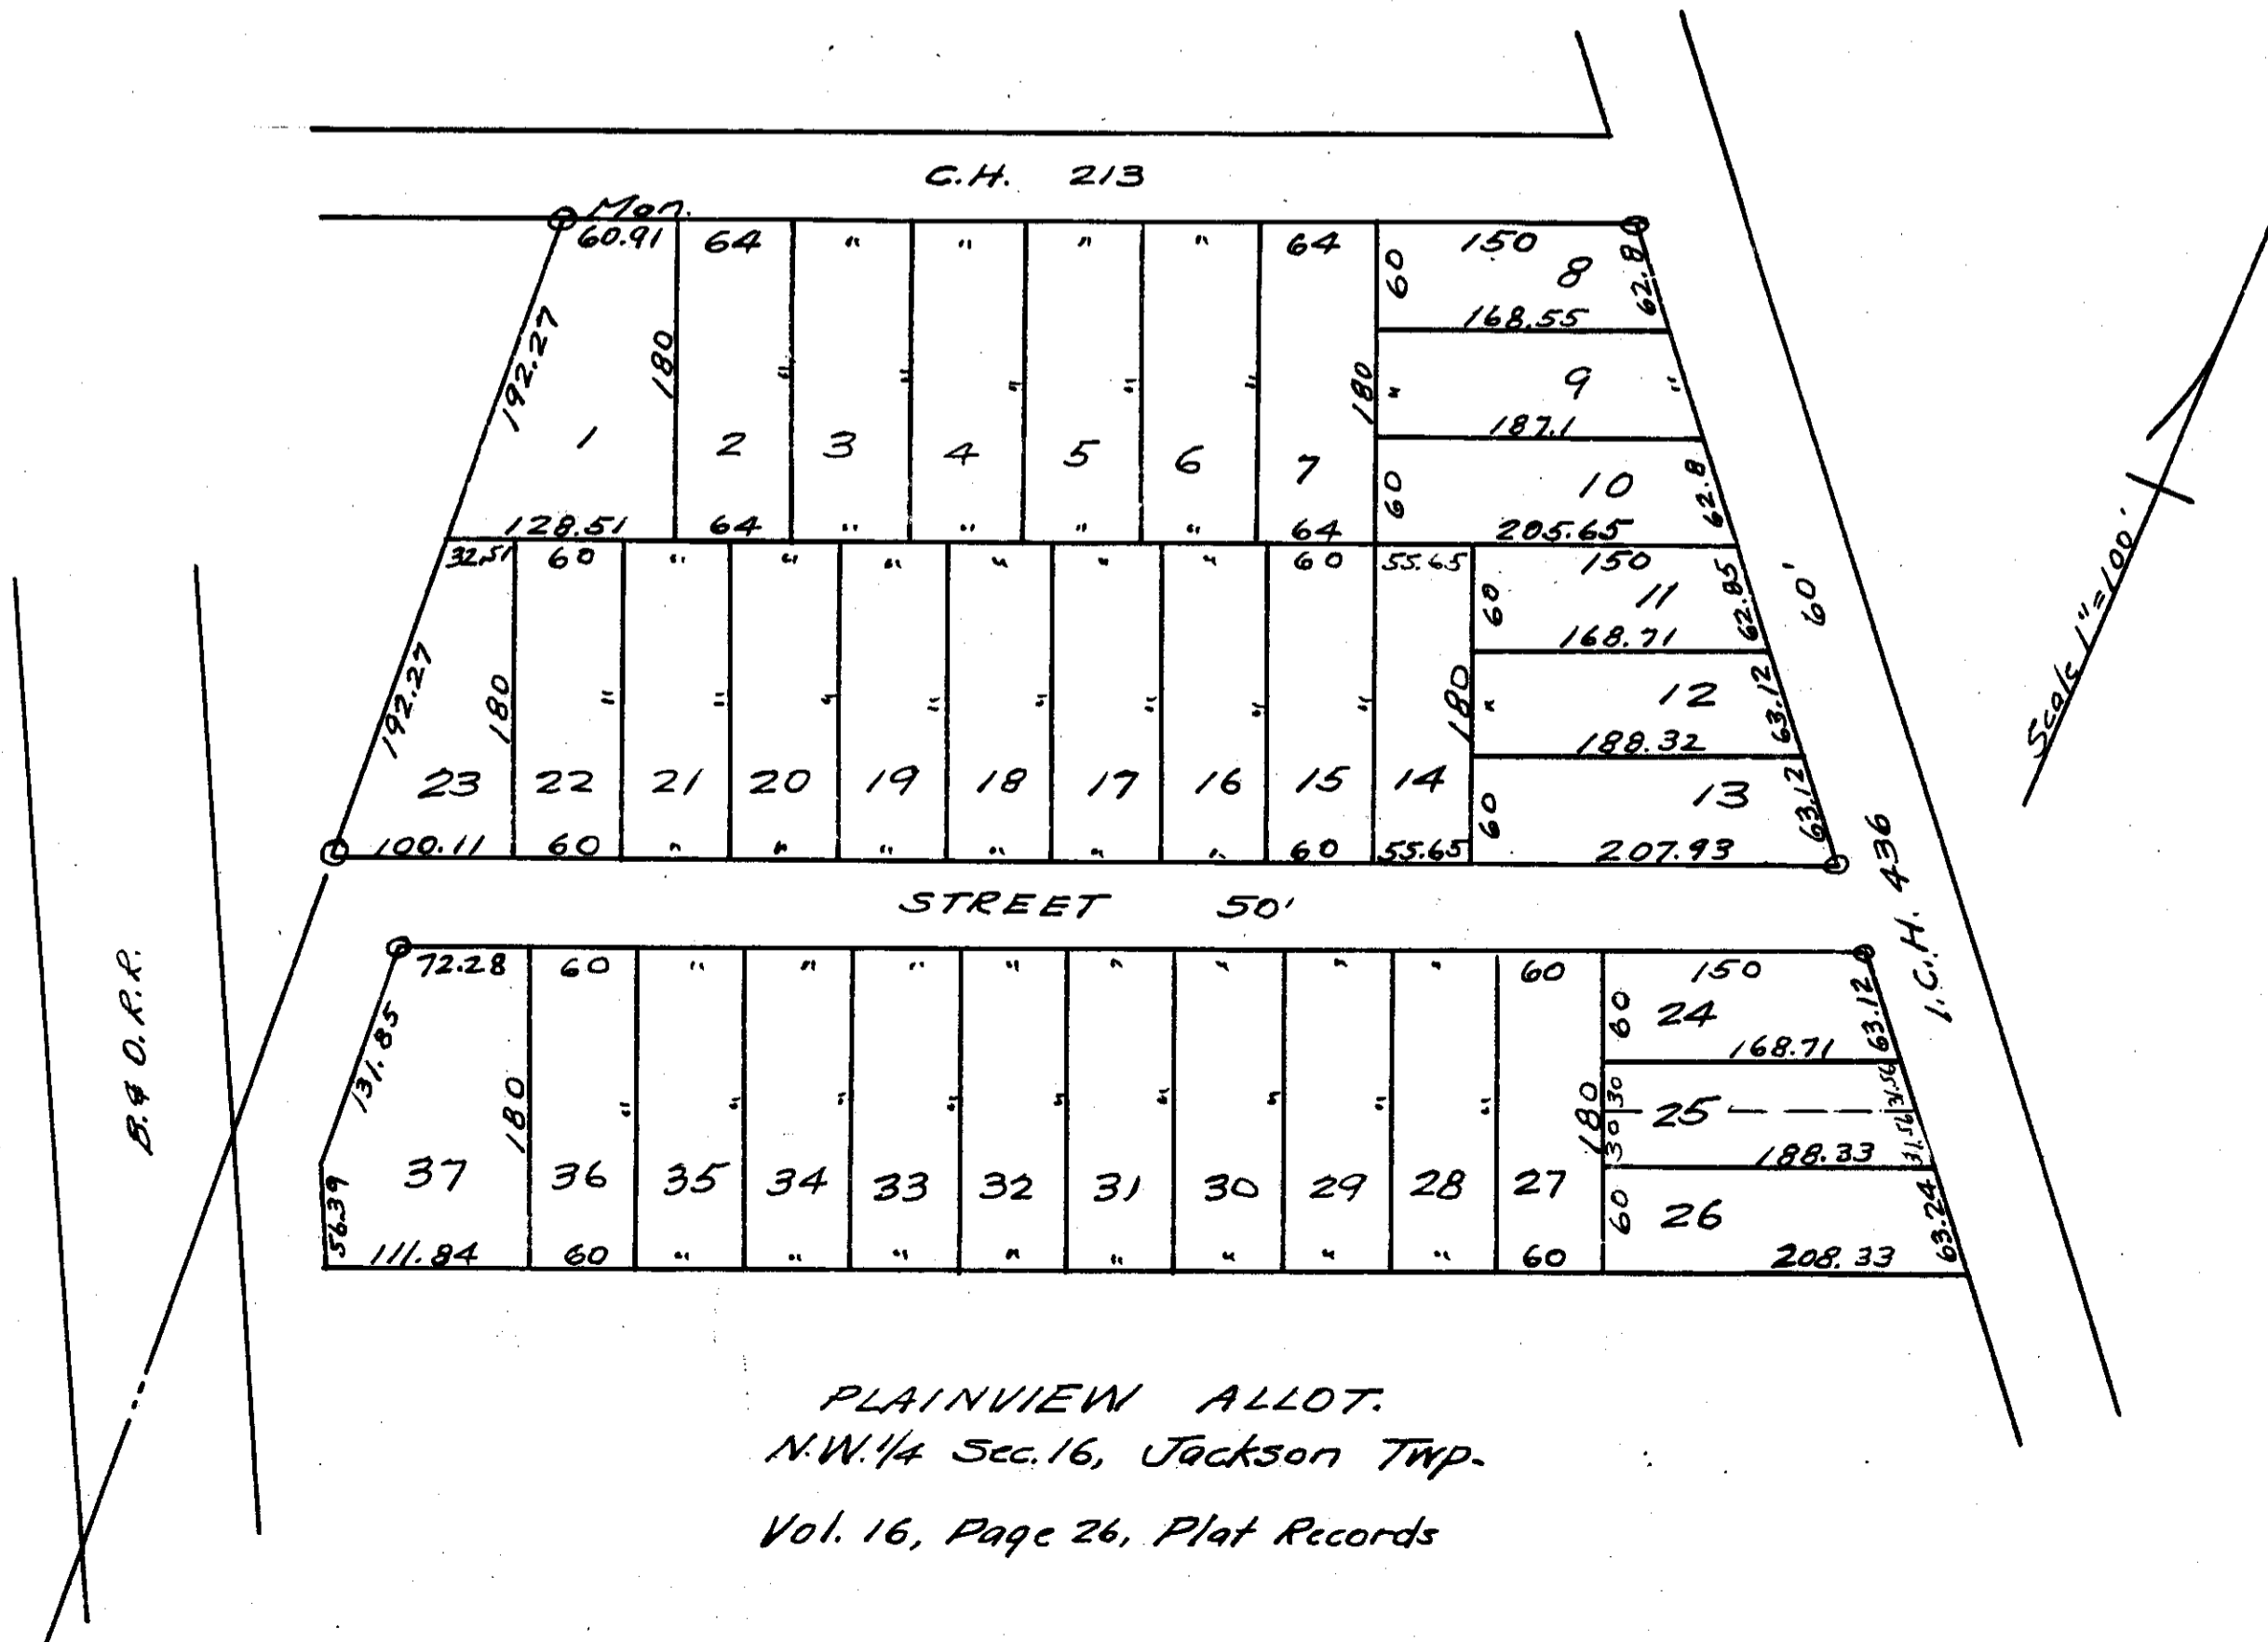 C.H. 213
Mon.
60.91 64 " " " " 64 150
60 8 62.8
168.55
192.27 180 " " " " " 180 " 9 "
187.1
1 2 3 4 5 6 7 60 10 62.8
128.51 64 " " " " 64 205.65
32.51 60 " " " " " " 60 55.65 150
60 11 62.85 60'
168.71
192.27 180 " " " " " " " " 180 " 12 63.12
188.32
23 22 21 20 19 18 17 16 15 14 60 13 63.12
100.11 60 " " " " " " 60 55.65 207.93
STREET 50'
I.C.H. 436
B.& O.R.R.
Scale 1"=100'
72.28 60 " " " " " " " " 60 150
131.85 60 24 63.12
168.71
180 " " " " " " " " " 180 30 25 31.56
30 188.33 31.56
37 36 35 34 33 32 31 30 29 28 27 60 26 63.24
56.39 111.84 60 " " " " " " " " 60 208.33
PLAINVIEW ALLOT.
N.W.1/4 Sec.16, Jackson Twp.
Vol. 16, Page 26, Plat Records